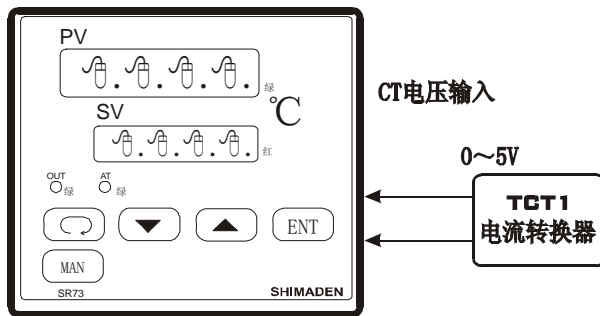 PV
绿
℃
CT电压输入
SV
红
0～5V
OUT
绿
AT
绿
TCT1
电流转换器
ENT
MAN
SR73
SHIMADEN